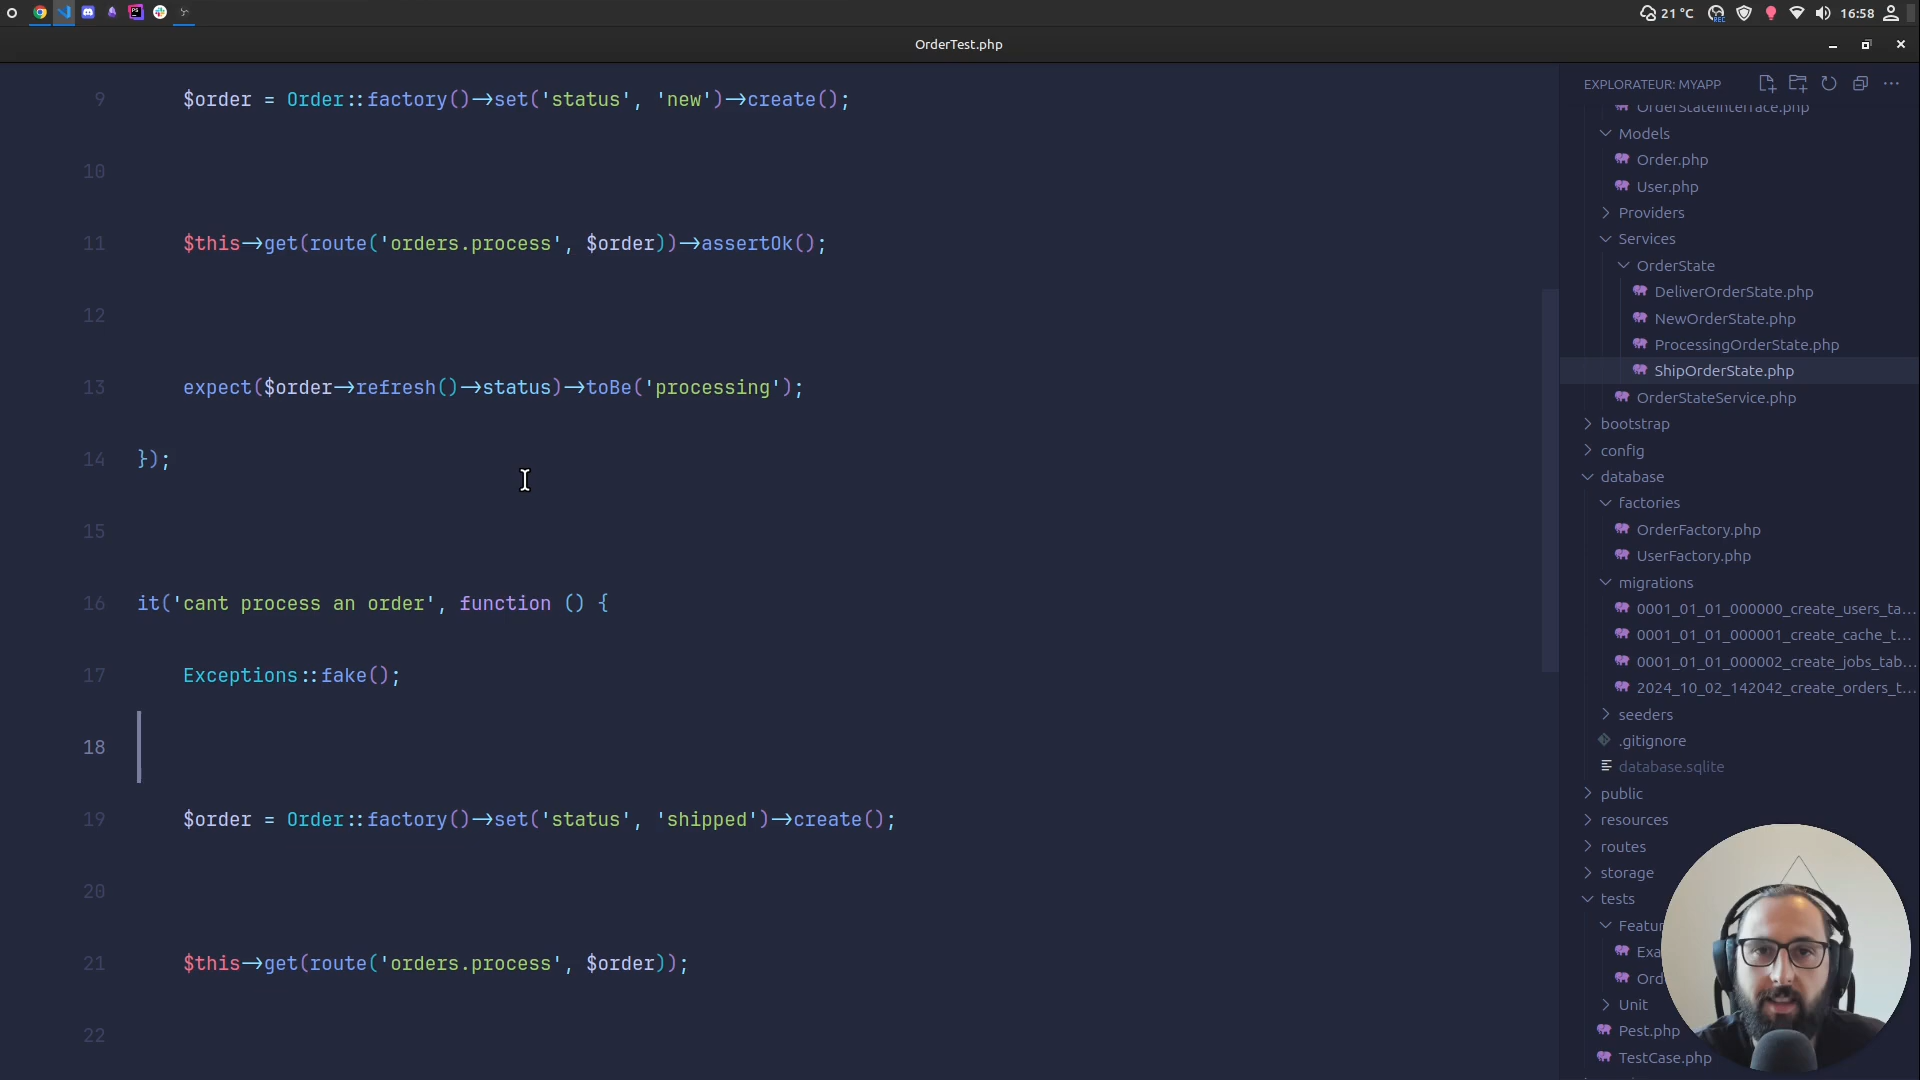 21 °C
REC
16:58
OrderTest.php
9 $order = Order::factory()->set('status', 'new')->create();
10
11 $this->get(route('orders.process', $order))->assertOk();
12
13 expect($order->refresh()->status)->toBe('processing');
14 });
15
16 it('cant process an order', function () {
17 Exceptions::fake();
18
19 $order = Order::factory()->set('status', 'shipped')->create();
20
21 $this->get(route('orders.process', $order));
22
EXPLORATEUR: MYAPP
OrderStateInterface.php
Models
Order.php
User.php
Providers
Services
OrderState
DeliverOrderState.php
NewOrderState.php
ProcessingOrderState.php
ShipOrderState.php
OrderStateService.php
bootstrap
config
database
factories
OrderFactory.php
UserFactory.php
migrations
0001_01_01_000000_create_users_ta...
0001_01_01_000001_create_cache_t...
0001_01_01_000002_create_jobs_tab...
2024_10_02_142042_create_orders_t...
seeders
.gitignore
database.sqlite
public
resources
routes
storage
tests
Featur
Exa
Ord
Unit
Pest.php
TestCase.php